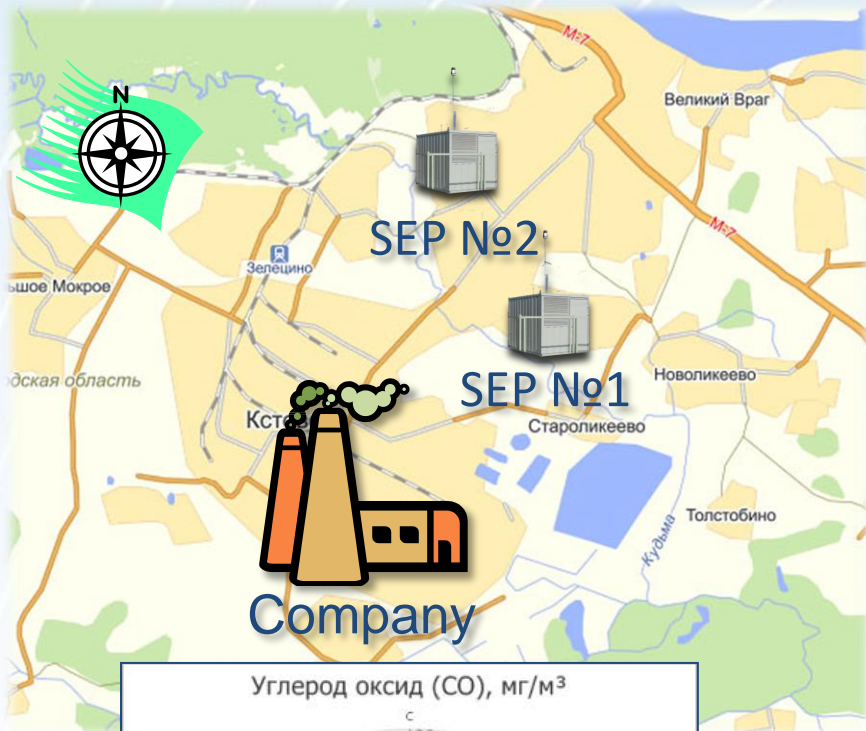 М-7
N
Великий Враг
SEP №2
М-7
Зелецино
ьшое Мокрое
SEP №1
Новоликеево
дская область
Кст
Староликеево
Толстобино
Кудьма
Company
Углерод оксид (CO), мг/м³
С